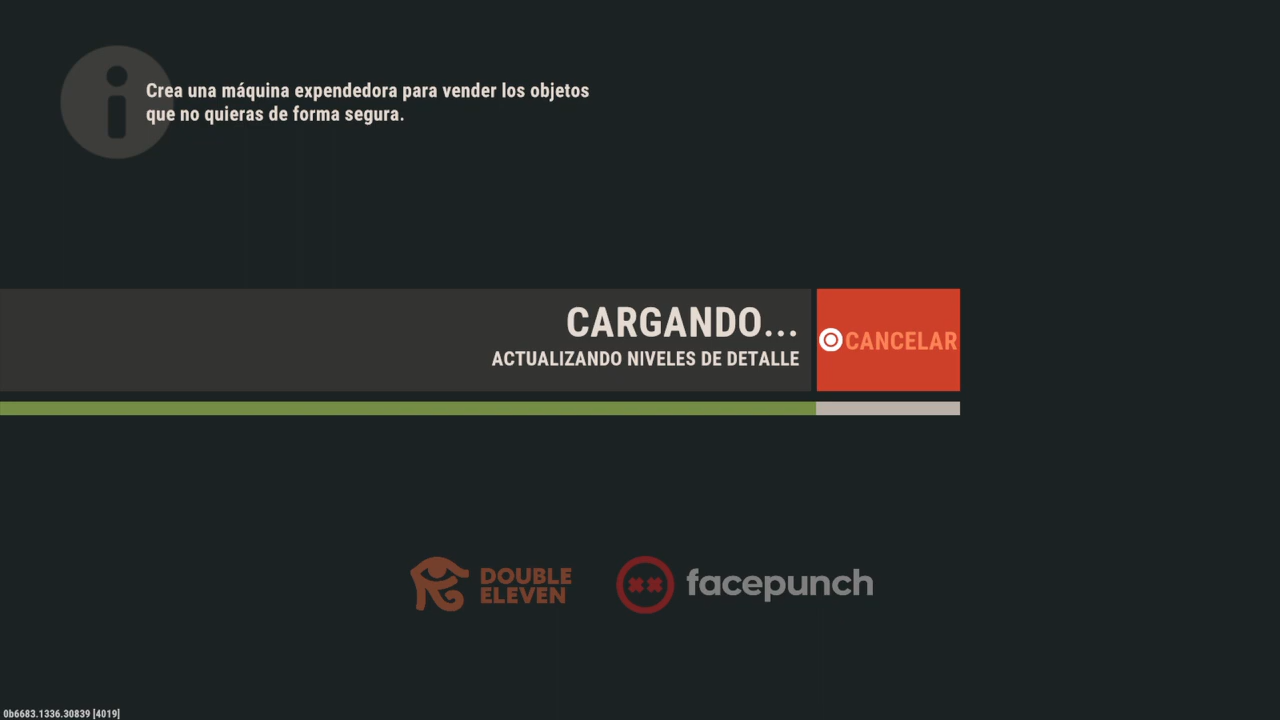 Crea una máquina expendedora para vender los objetos
que no quieras de forma segura.
CARGANDO...
ACTUALIZANDO NIVELES DE DETALLE
CANCELAR
DOUBLE
ELEVEN
facepunch
0b6683.1336.30839 [4019]